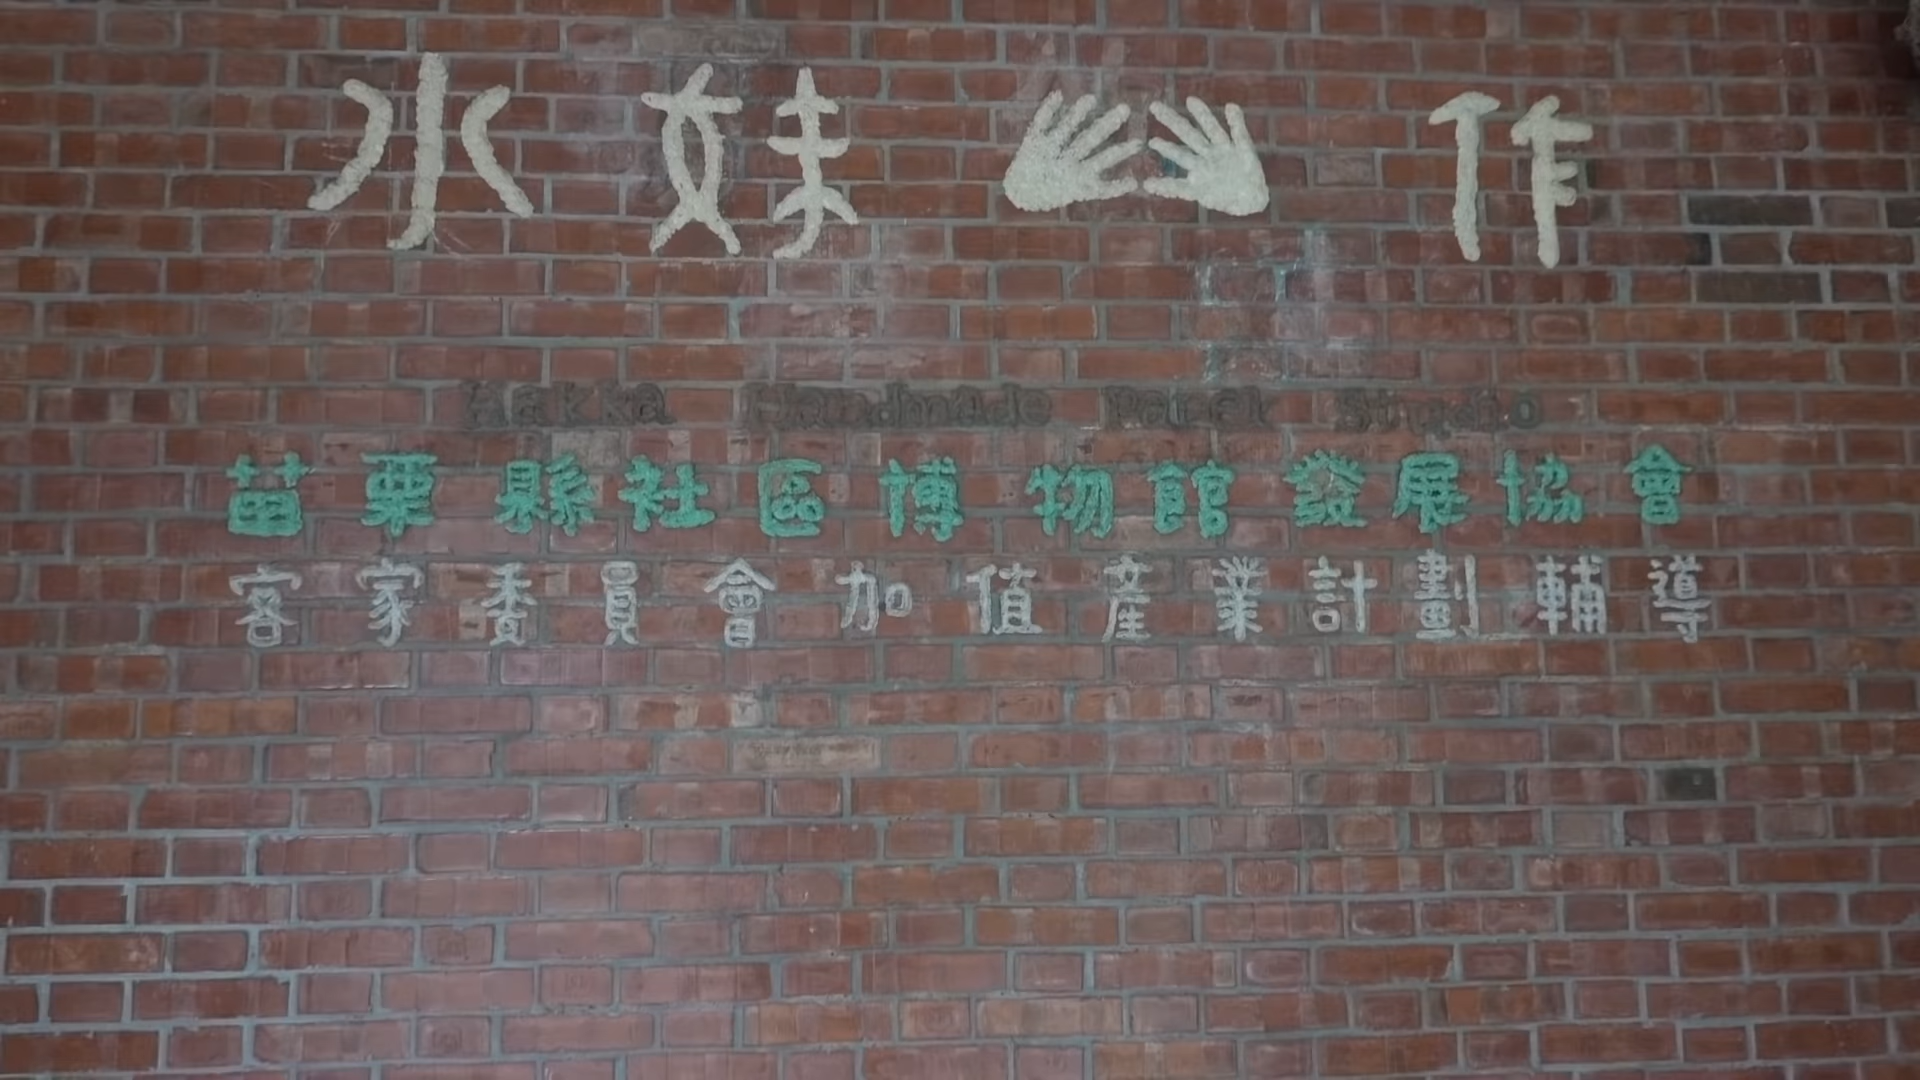 水妹作
Hakka Handmade Studio
苗栗縣社區博物館發展協會
客家委員會加值產業計劃輔導